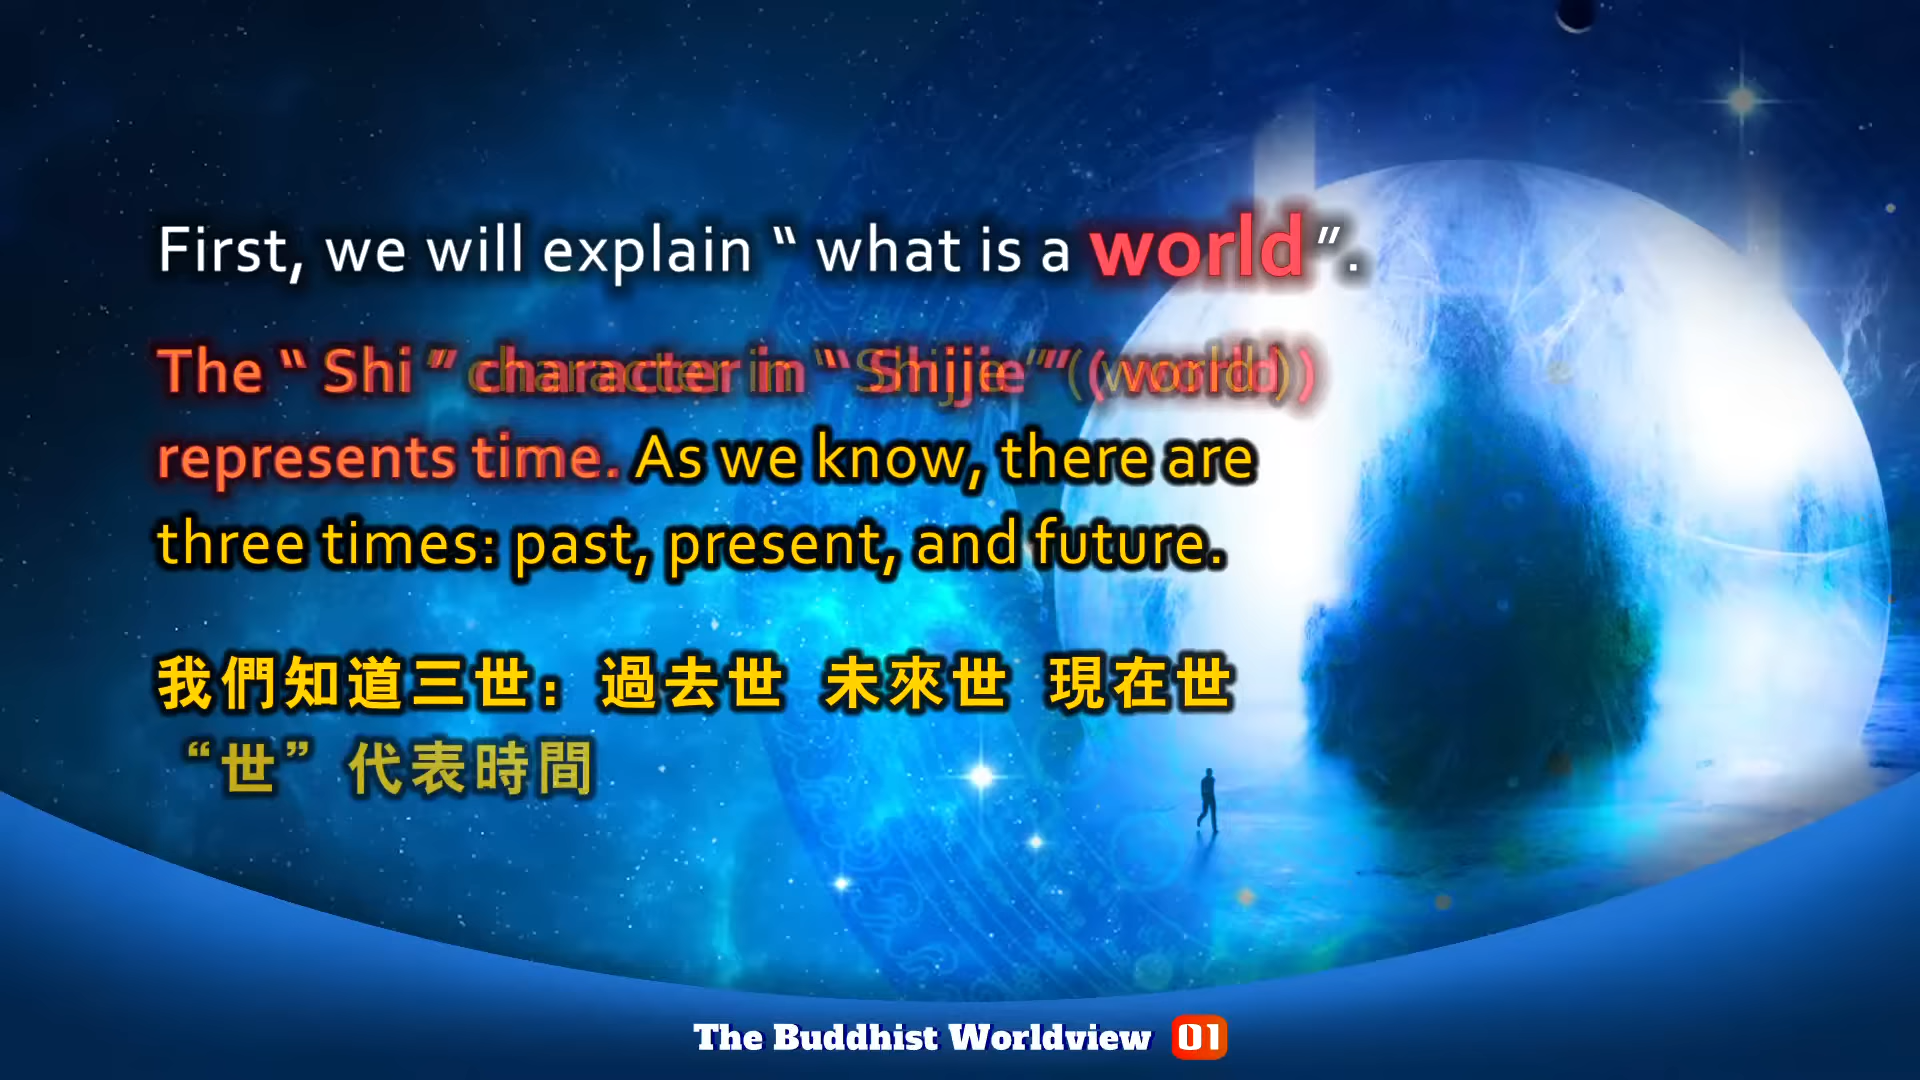 First, we will explain “ what is a world ”.
The “ Shi ” character in “ Shijie ” (world)
represents time. As we know, there are
three times: past, present, and future.
我們知道三世：過去世 未來世 現在世
“世”代表時間
The Buddhist Worldview 01